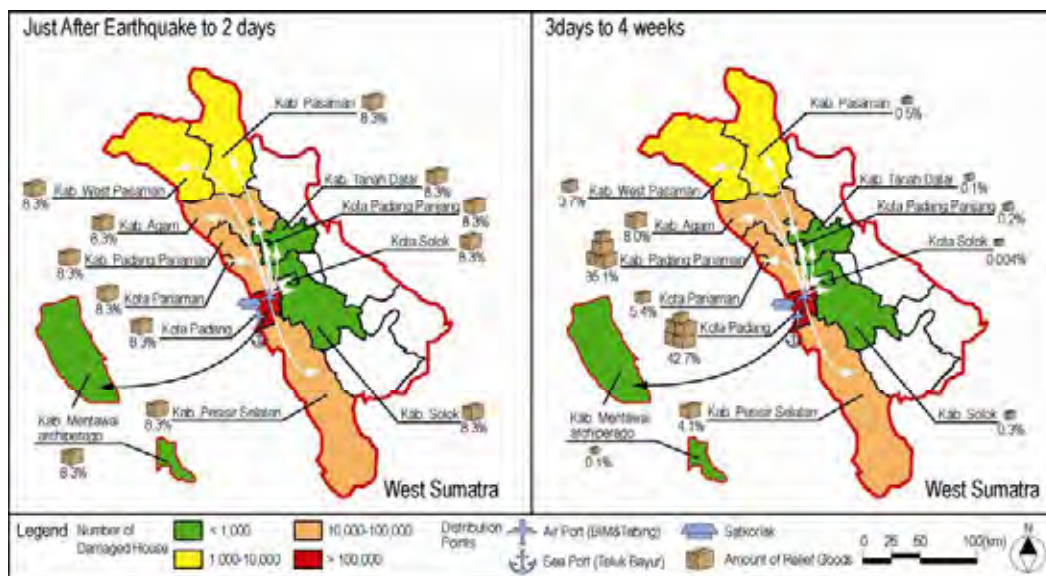 Just After Earthquake to 2 days
Kab. Pasaman
8.3%
Kab. Tanah Datar
8.3%
Kab. West Pasaman
8.3%
Kota Padang Panjang
8.3%
Kab. Agam
8.3%
Kota Solok
8.3%
Kab. Padang Pariaman
8.3%
Kota Pariaman
8.3%
Kota Padang
8.3%
Kab. Pesisir Selatan
8.3%
Kab. Solok
8.3%
Kab. Mentawai
archipelago
8.3%
West Sumatra
3days to 4 weeks
Kab. Pasaman
0.5%
Kab. Tanah Datar
0.1%
Kab. West Pasaman
0.7%
Kota Padang Panjang
0.2%
Kab. Agam
8.0%
Kota Solok
0.004%
Kab. Padang Pariaman
Kota Pariaman
5.4%
Kota Padang
42.7%
Kab. Pesisir Selatan
4.1%
Kab. Solok
0.3%
Kab. Mentawai
archipelago
0.1%
West Sumatra
Legend
Number of
Damaged House
< 1,000
1,000-10,000
10,000-100,000
> 100,000
Distribution
Points
Air Port (BIM&Tabing)
Sea Port (Teluk Bayur)
Satkorlak
Amount of Relief Goods
0 25 50 100(km)
N